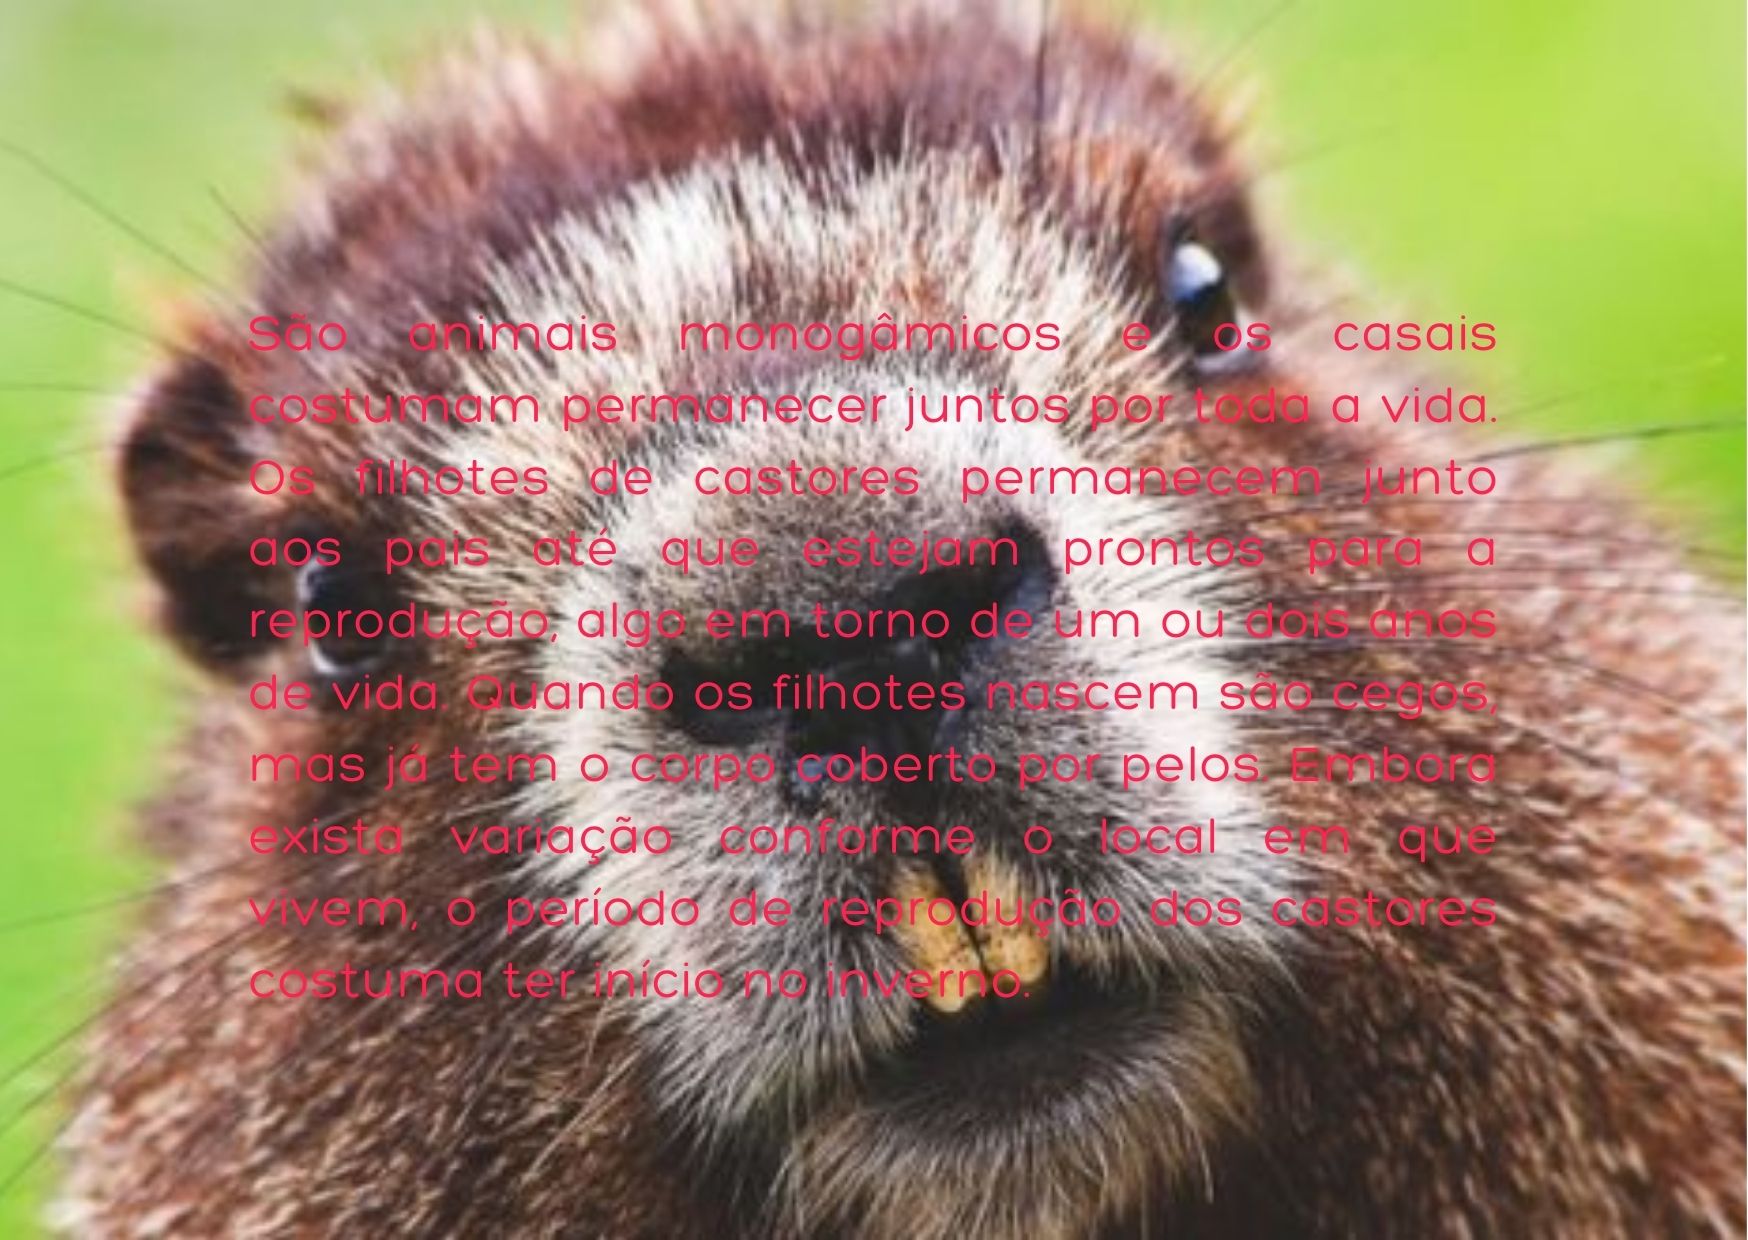 São animais monogâmicos e os casais
costumam permanecer juntos por toda a vida.
Os filhotes de castores permanecem junto
aos pais até que estejam prontos para a
reprodução, algo em torno de um ou dois anos
de vida. Quando os filhotes nascem são cegos,
mas já tem o corpo coberto por pelos. Embora
exista variação conforme o local em que
vivem, o período de reprodução dos castores
costuma ter início no inverno.